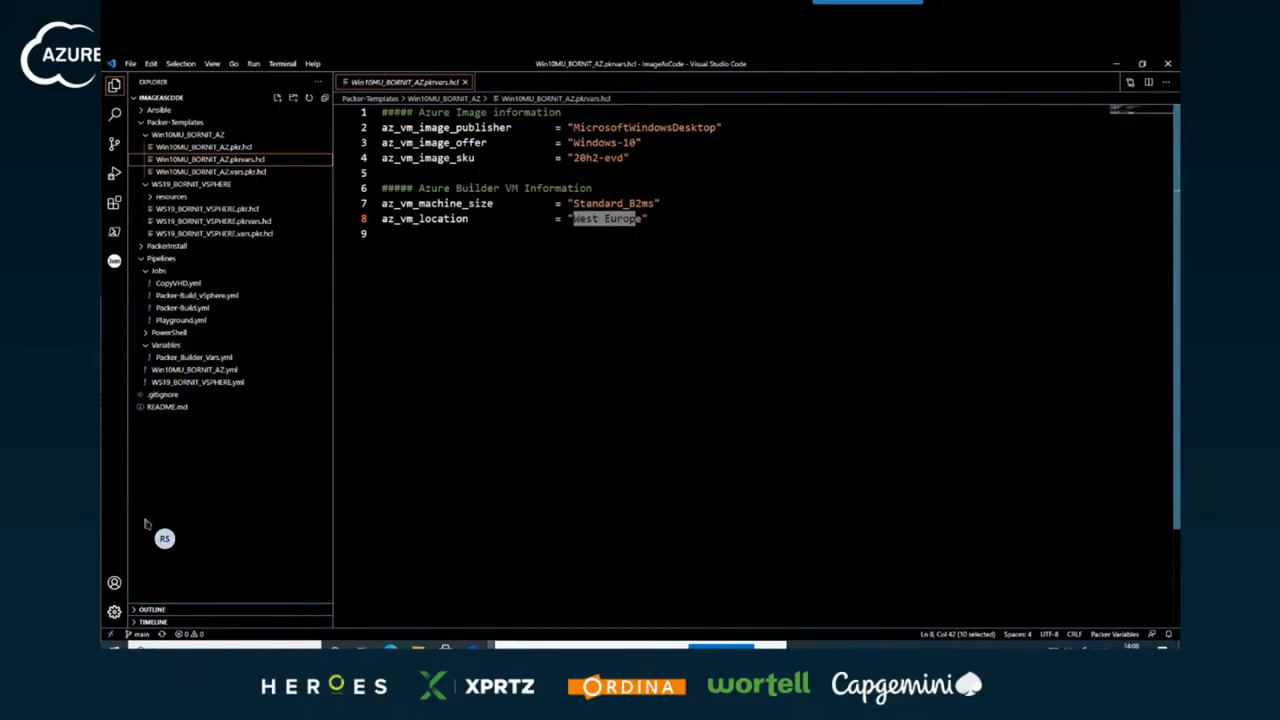 AZURE
File Edit Selection View Go Run Terminal Help
Win10MU_BORNIT_AZ.pkrvars.hcl - ImageAsCode - Visual Studio Code
EXPLORER
IMAGEASCODE
Ansible
Packer-Templates
Win10MU_BORNIT_AZ
Win10MU_BORNIT_AZ.pkr.hcl
Win10MU_BORNIT_AZ.pkrvars.hcl
Win10MU_BORNIT_AZ.vars.pkr.hcl
WS19_BORNIT_VSPHERE
resources
WS19_BORNIT_VSPHERE.pkr.hcl
WS19_BORNIT_VSPHERE.pkrvars.hcl
WS19_BORNIT_VSPHERE.vars.pkr.hcl
PackerInstall
Pipelines
Jobs
CopyVHD.yml
Packer-Build_vSphere.yml
Packer-Build.yml
Playground.yml
PowerShell
Variables
Packer_Builder_Vars.yml
Win10MU_BORNIT_AZ.yml
WS19_BORNIT_VSPHERE.yml
.gitignore
README.md
OUTLINE
TIMELINE
Win10MU_BORNIT_AZ.pkrvars.hcl
Packer-Templates > Win10MU_BORNIT_AZ > Win10MU_BORNIT_AZ.pkrvars.hcl
1 ##### Azure Image information
2 az_vm_image_publisher = "MicrosoftWindowsDesktop"
3 az_vm_image_offer = "Windows-10"
4 az_vm_image_sku = "20h2-evd"
5
6 ##### Azure Builder VM Information
7 az_vm_machine_size = "Standard_B2ms"
8 az_vm_location = "West Europe"
9
RS
main 0 0
Ln 8, Col 42 (10 selected) Spaces: 4 UTF-8 CRLF Packer Variables
14:08
HEROES XPRTZ ORDINA wortell Capgemini